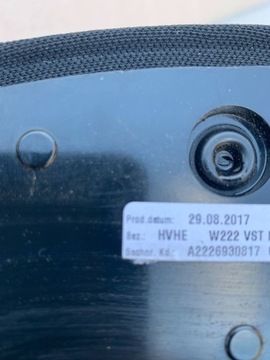 Prod.datum: 29.08.2017
Bez.: HVHE W222 VST
Sachnr. Kd.: A2226930817